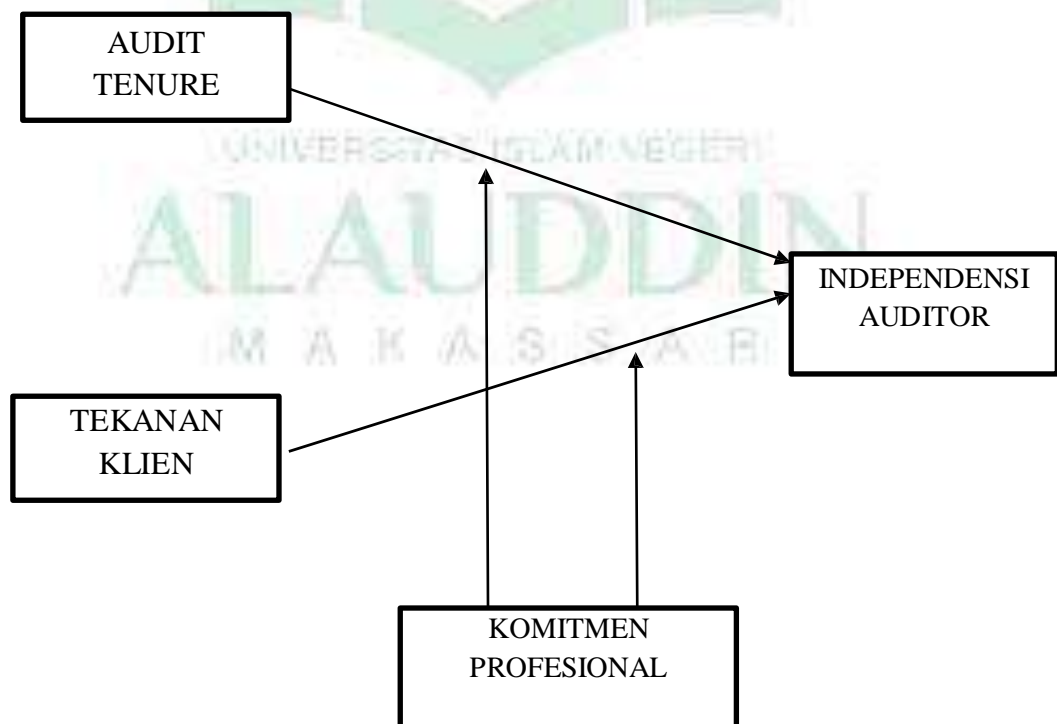 AUDIT
TENURE
UNIVERSITAS ISLAM NEGERI
ALAUDDIN
INDEPENDENSI
AUDITOR
M A K A S S A R
TEKANAN
KLIEN
KOMITMEN
PROFESIONAL